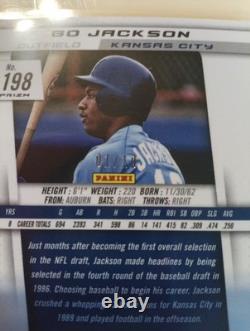 BO JACKSON
OUTFIELD KANSAS CITY
No.
198
PRIZM
PANINI
HEIGHT: 6'1" WEIGHT: 220 BORN: 11/30/62
FROM: AUBURN BATS: RIGHT THROWS: RIGHT
YRS G AB R H 2B 3B HR RBI SB OBP SLG AVG
8 CAREER TOTALS 694 2393 341 598 86 14 141 415 82 .309 .474 .250
Just months after becoming the first overall selection in
the NFL draft, Jackson made headlines by being
selected in the fourth round of the baseball draft in
1986. Choosing baseball to begin his career, Jackson
crushed a whopping for Kansas City in
1989 and played football in the offseason.